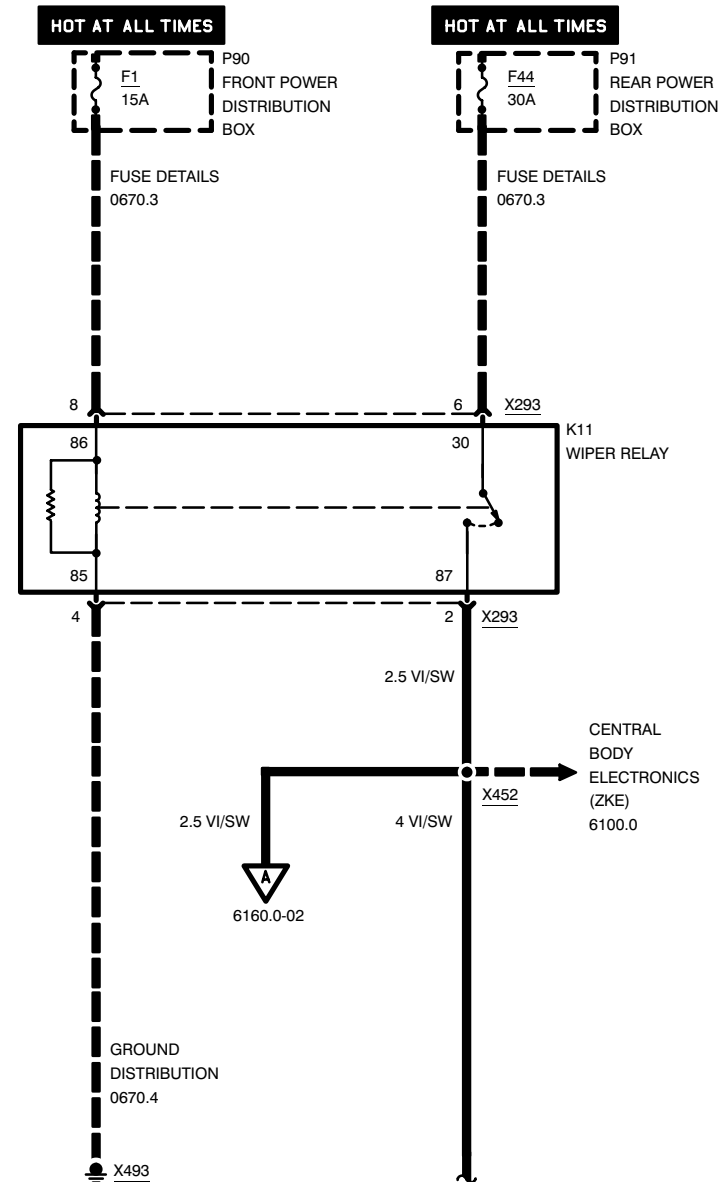 HOT AT ALL TIMES
F1
15A
P90
FRONT POWER
DISTRIBUTION
BOX
FUSE DETAILS
0670.3
HOT AT ALL TIMES
F44
30A
P91
REAR POWER
DISTRIBUTION
BOX
FUSE DETAILS
0670.3
8
6
X293
86
30
K11
WIPER RELAY
85
87
4
2
X293
2.5 VI/SW
CENTRAL
BODY
ELECTRONICS
(ZKE)
6100.0
X452
2.5 VI/SW
4 VI/SW
A
6160.0-02
GROUND
DISTRIBUTION
0670.4
X493